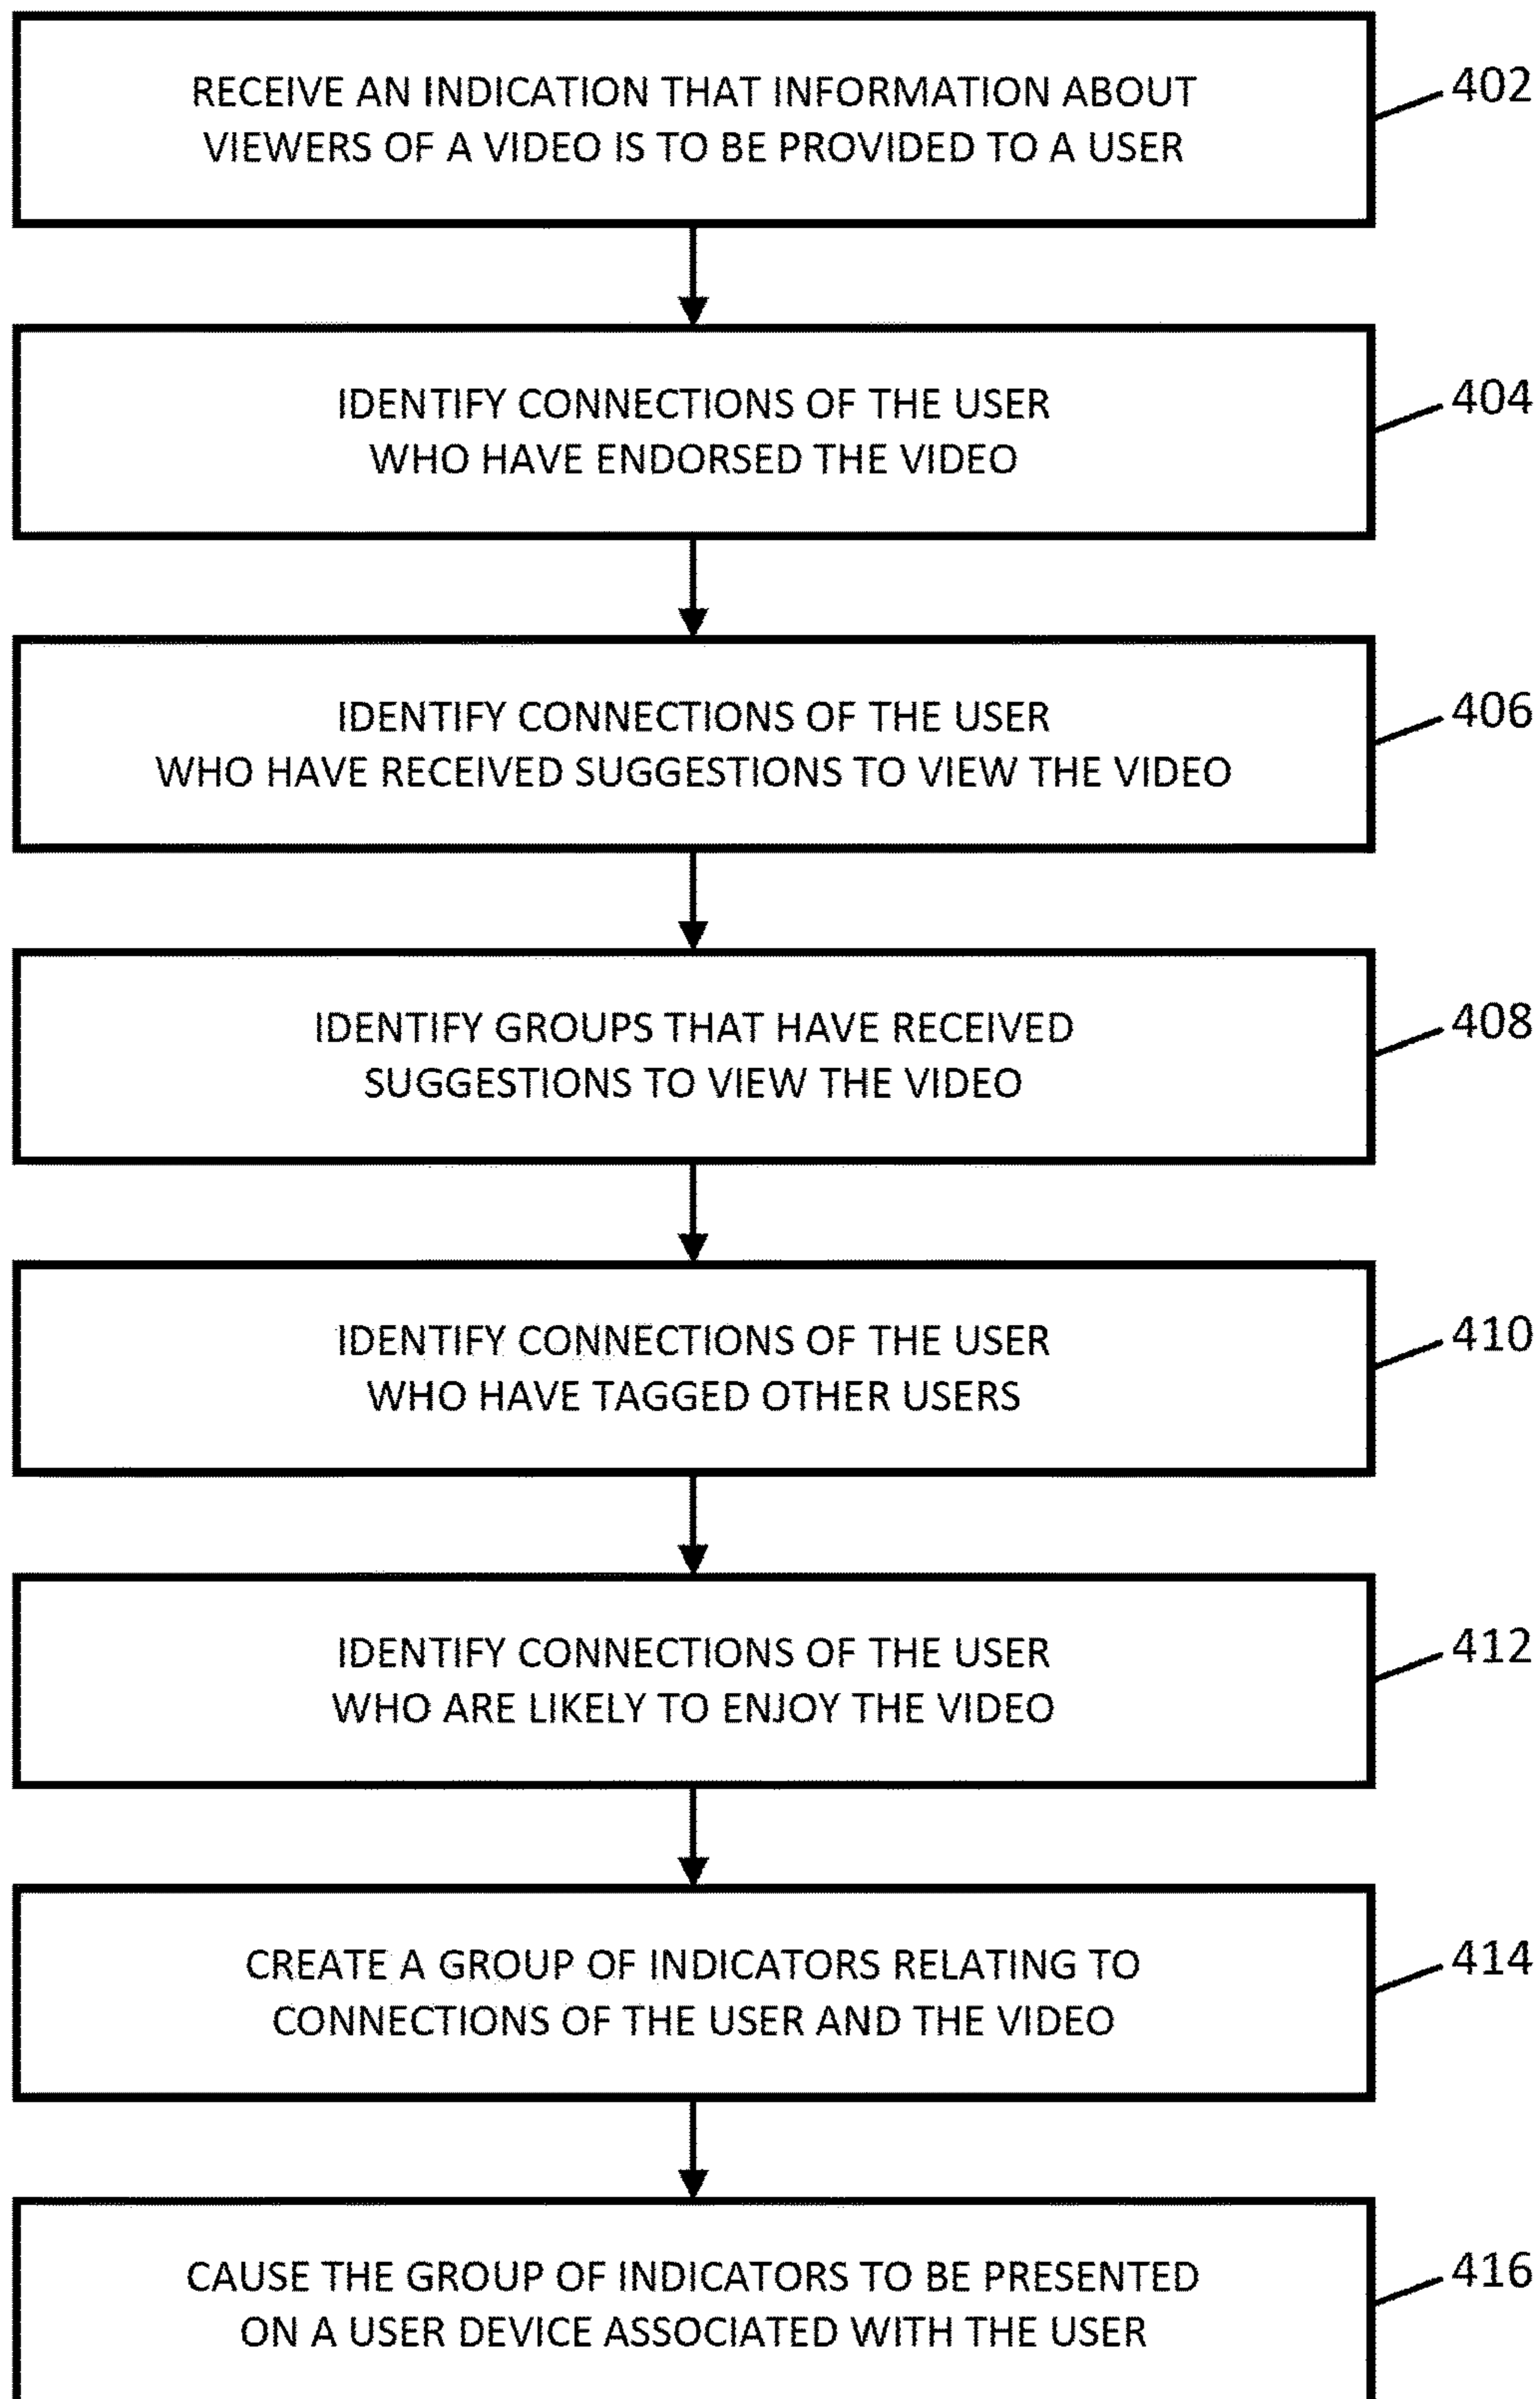 RECEIVE AN INDICATION THAT INFORMATION ABOUT
VIEWERS OF A VIDEO IS TO BE PROVIDED TO A USER
402
IDENTIFY CONNECTIONS OF THE USER
WHO HAVE ENDORSED THE VIDEO
404
IDENTIFY CONNECTIONS OF THE USER
WHO HAVE RECEIVED SUGGESTIONS TO VIEW THE VIDEO
406
IDENTIFY GROUPS THAT HAVE RECEIVED
SUGGESTIONS TO VIEW THE VIDEO
408
IDENTIFY CONNECTIONS OF THE USER
WHO HAVE TAGGED OTHER USERS
410
IDENTIFY CONNECTIONS OF THE USER
WHO ARE LIKELY TO ENJOY THE VIDEO
412
CREATE A GROUP OF INDICATORS RELATING TO
CONNECTIONS OF THE USER AND THE VIDEO
414
CAUSE THE GROUP OF INDICATORS TO BE PRESENTED
ON A USER DEVICE ASSOCIATED WITH THE USER
416